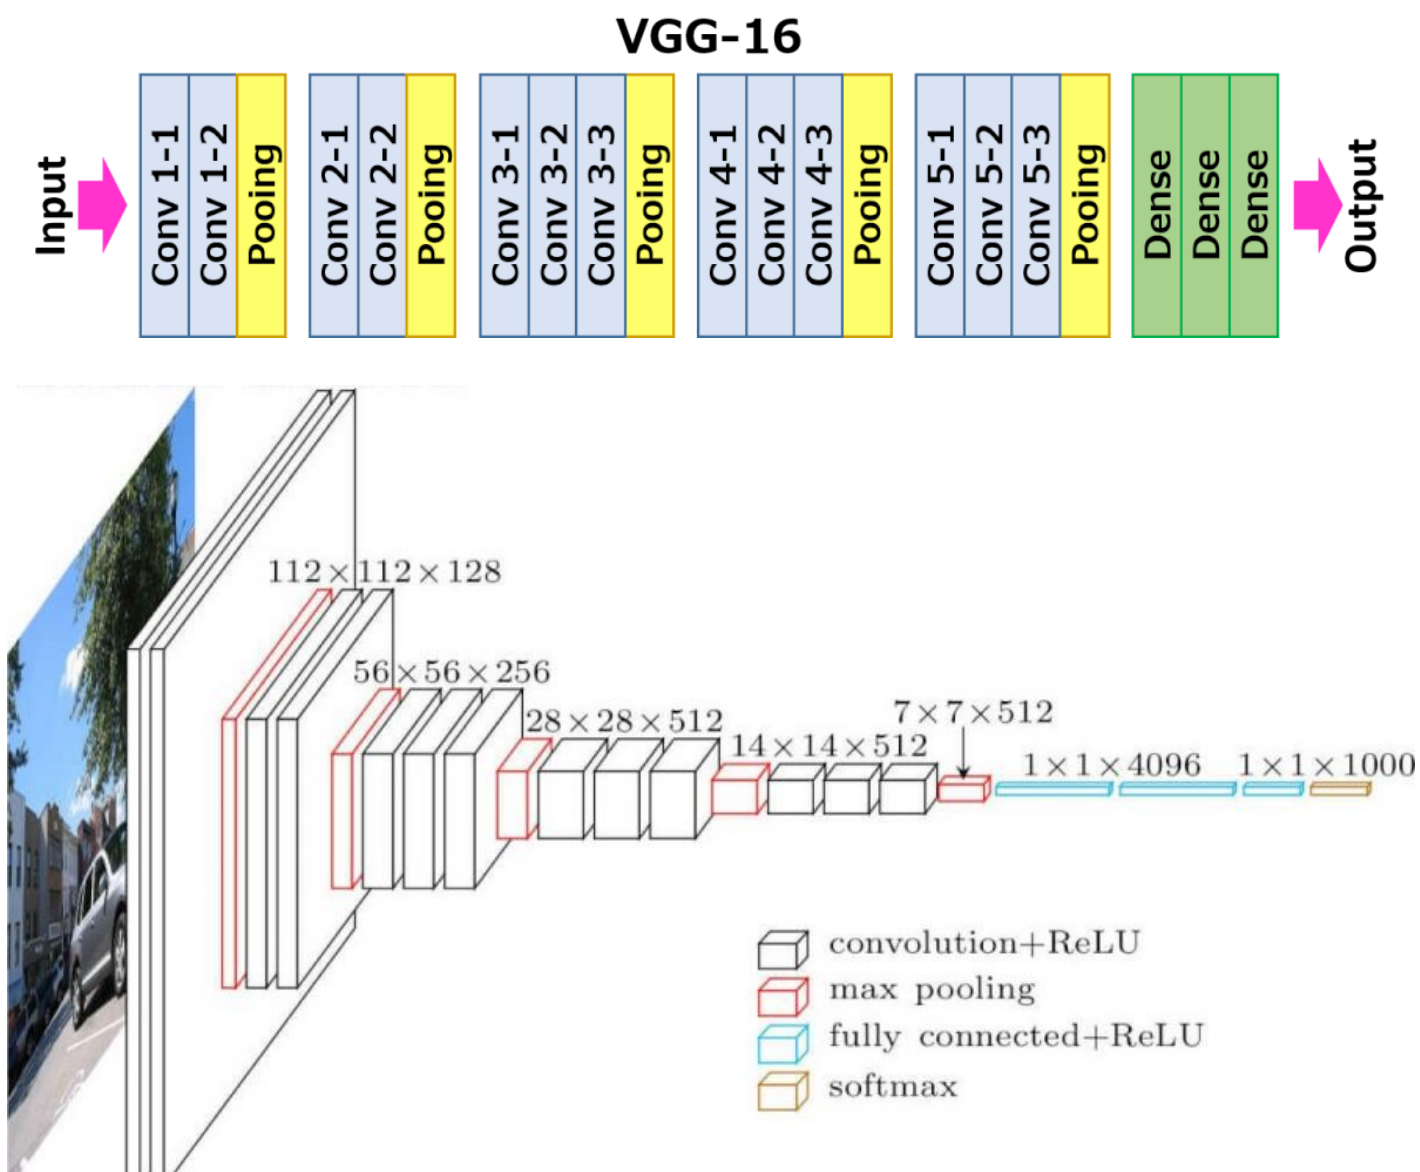 VGG-16
Input
Conv 1-1
Conv 1-2
Pooing
Conv 2-1
Conv 2-2
Pooing
Conv 3-1
Conv 3-2
Conv 3-3
Pooing
Conv 4-1
Conv 4-2
Conv 4-3
Pooing
Conv 5-1
Conv 5-2
Conv 5-3
Pooing
Dense
Dense
Dense
Output
112×112×128
56×56×256
28×28×512
14×14×512
7×7×512
1×1×4096
1×1×1000
convolution+ReLU
max pooling
fully connected+ReLU
softmax